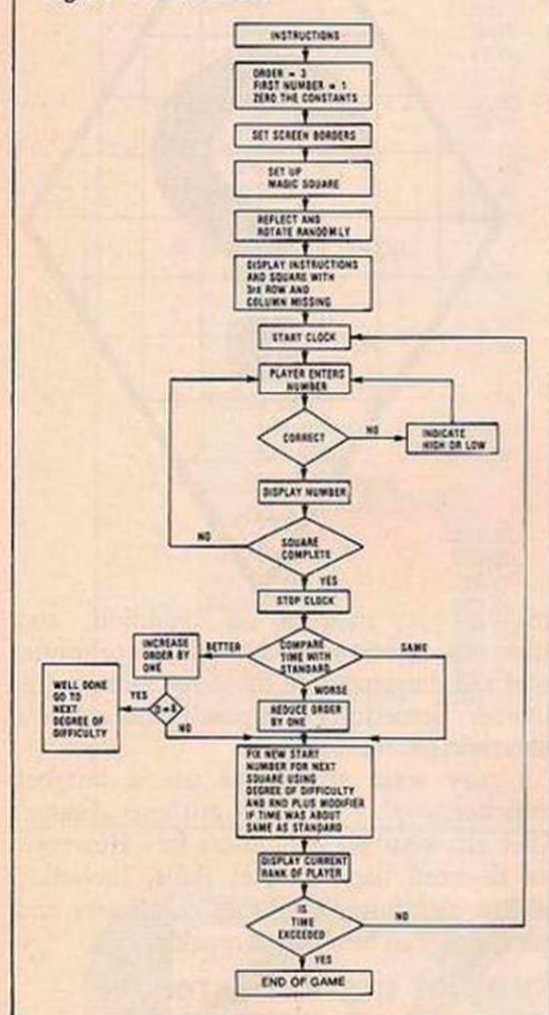 INSTRUCTIONS
ORDER = 3
FIRST NUMBER = 1
ZERO THE CONSTANTS
SET SCREEN BORDERS
SET UP
MAGIC SQUARE
REFLECT AND
ROTATE RANDOMLY
DISPLAY INSTRUCTIONS
AND SQUARE WITH
3rd ROW AND
COLUMN MISSING
START CLOCK
PLAYER ENTERS
NUMBER
CORRECT
NO
INDICATE
HIGH OR LOW
DISPLAY NUMBER
SQUARE
COMPLETE
NO
YES
STOP CLOCK
COMPARE
TIME WITH
STANDARD
BETTER
SAME
WORSE
INCREASE
ORDER BY
ONE
YES
NO
WELL DONE
GO TO
NEXT
DEGREE OF
DIFFICULTY
REDUCE ORDER
BY ONE
FIX NEW START
NUMBER FOR NEXT
SQUARE USING
DEGREE OF DIFFICULTY
AND RND PLUS MODIFIER
IF TIME WAS ABOUT
SAME AS STANDARD
DISPLAY CURRENT
RANK OF PLAYER
IS
TIME
EXCEEDED
NO
YES
END OF GAME